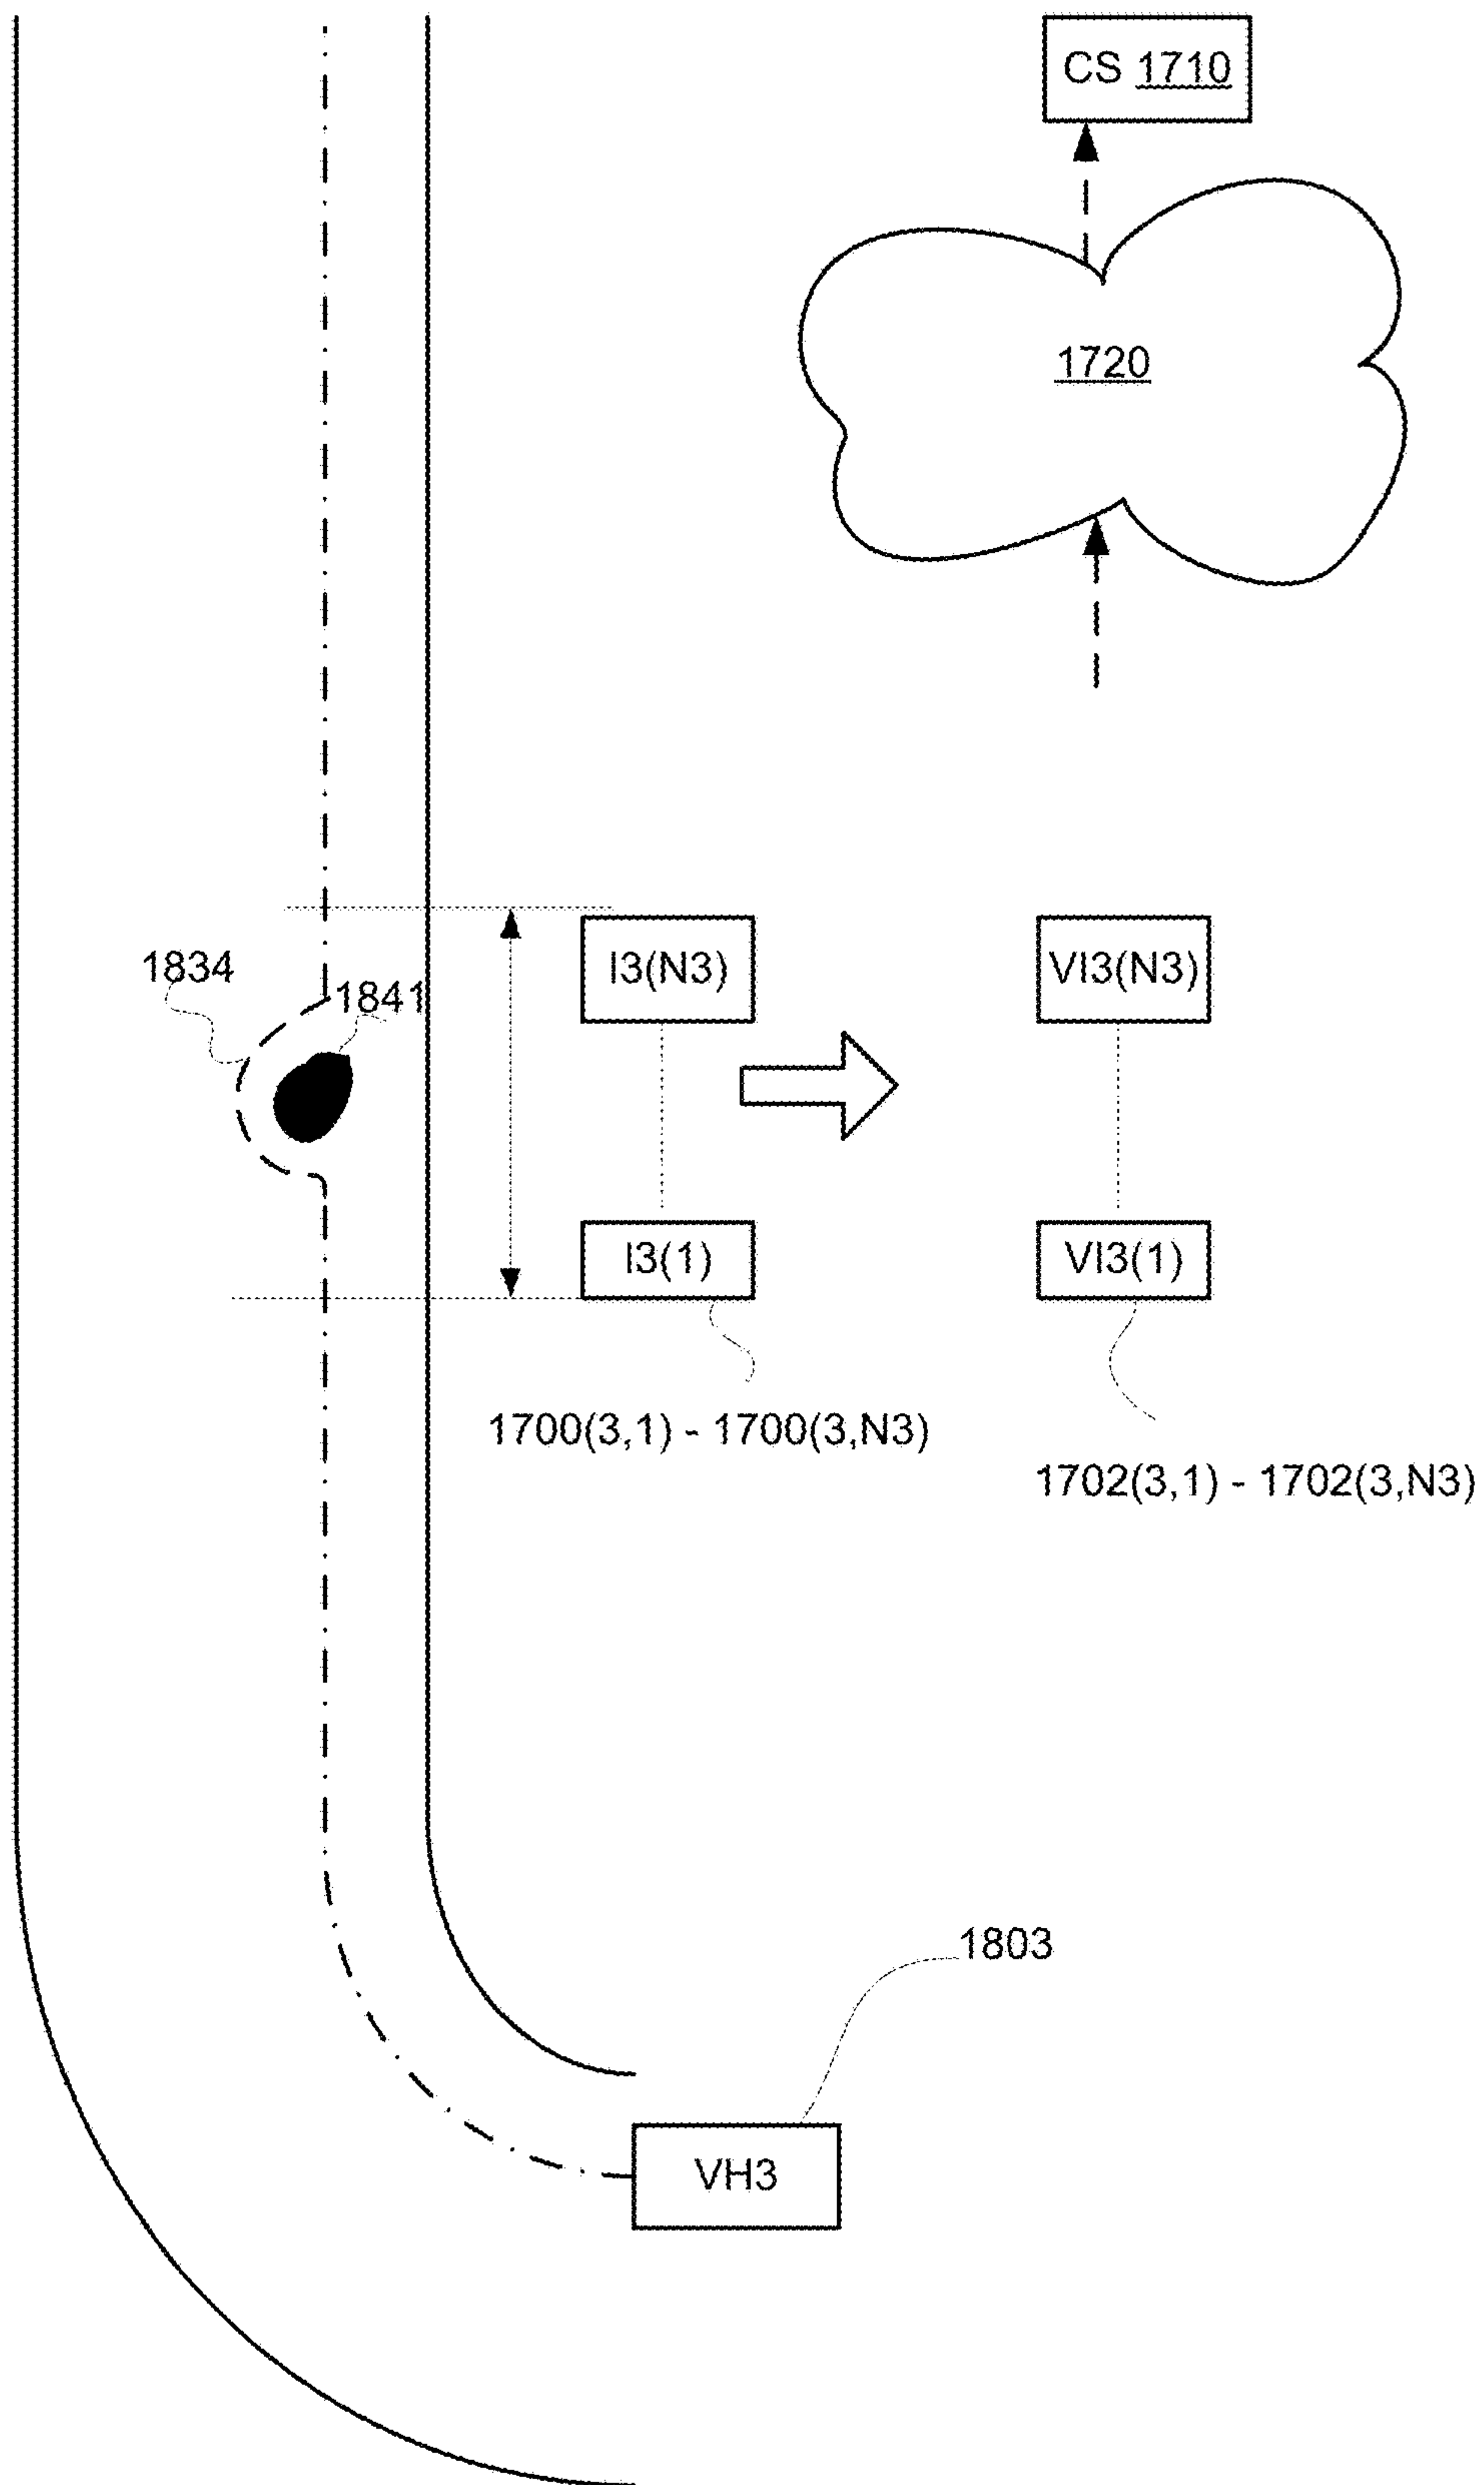 CS 1710
1720
1834
1841
I3(N3)
VI3(N3)
I3(1)
VI3(1)
1700(3,1) - 1700(3,N3)
1702(3,1) - 1702(3,N3)
1803
VH3